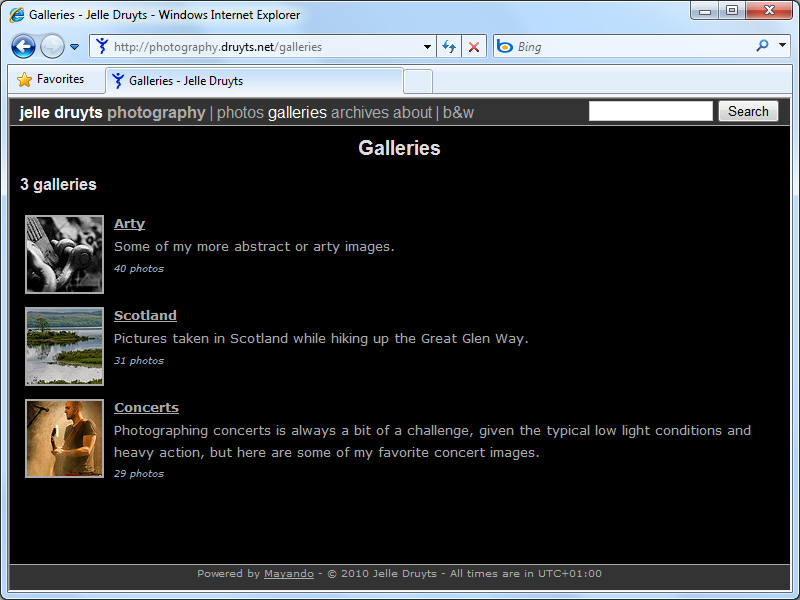 Galleries - Jelle Druyts - Windows Internet Explorer
http://photography.druyts.net/galleries
Bing
Favorites
Galleries - Jelle Druyts
jelle druyts photography | photos galleries archives about | b&w
Search
Galleries
3 galleries
Arty
Some of my more abstract or arty images.
40 photos
Scotland
Pictures taken in Scotland while hiking up the Great Glen Way.
31 photos
Concerts
Photographing concerts is always a bit of a challenge, given the typical low light conditions and
heavy action, but here are some of my favorite concert images.
29 photos
Powered by Mayando - © 2010 Jelle Druyts - All times are in UTC+01:00